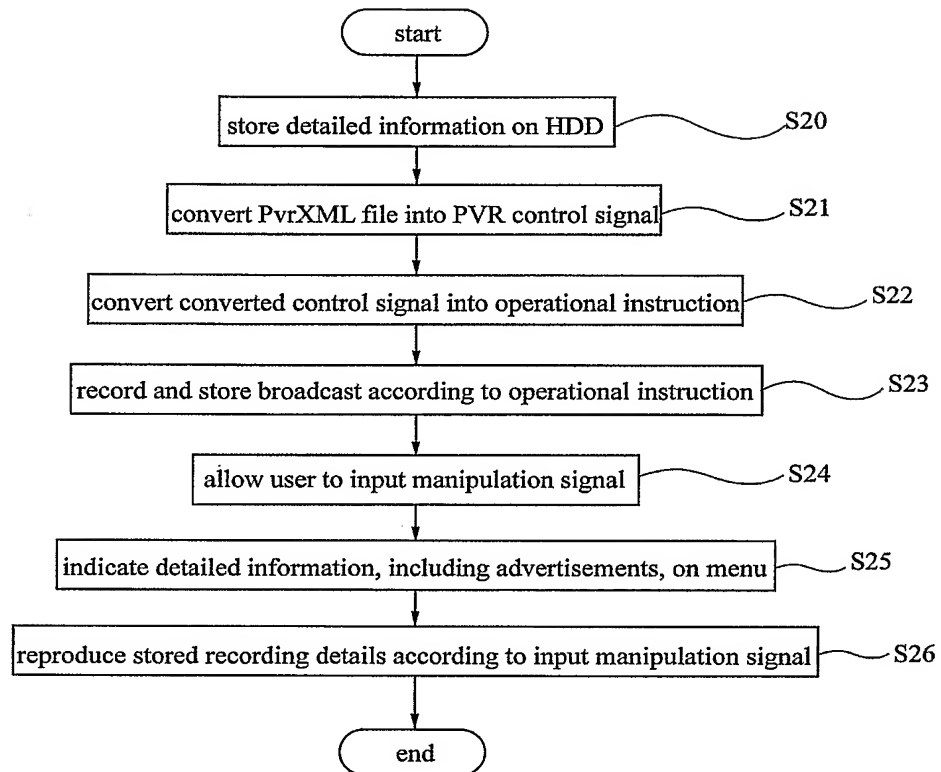 start
store detailed information on HDD
S20
convert PvrXML file into PVR control signal
S21
convert converted control signal into operational instruction
S22
record and store broadcast according to operational instruction
S23
allow user to input manipulation signal
S24
indicate detailed information, including advertisements, on menu
S25
reproduce stored recording details according to input manipulation signal
S26
end